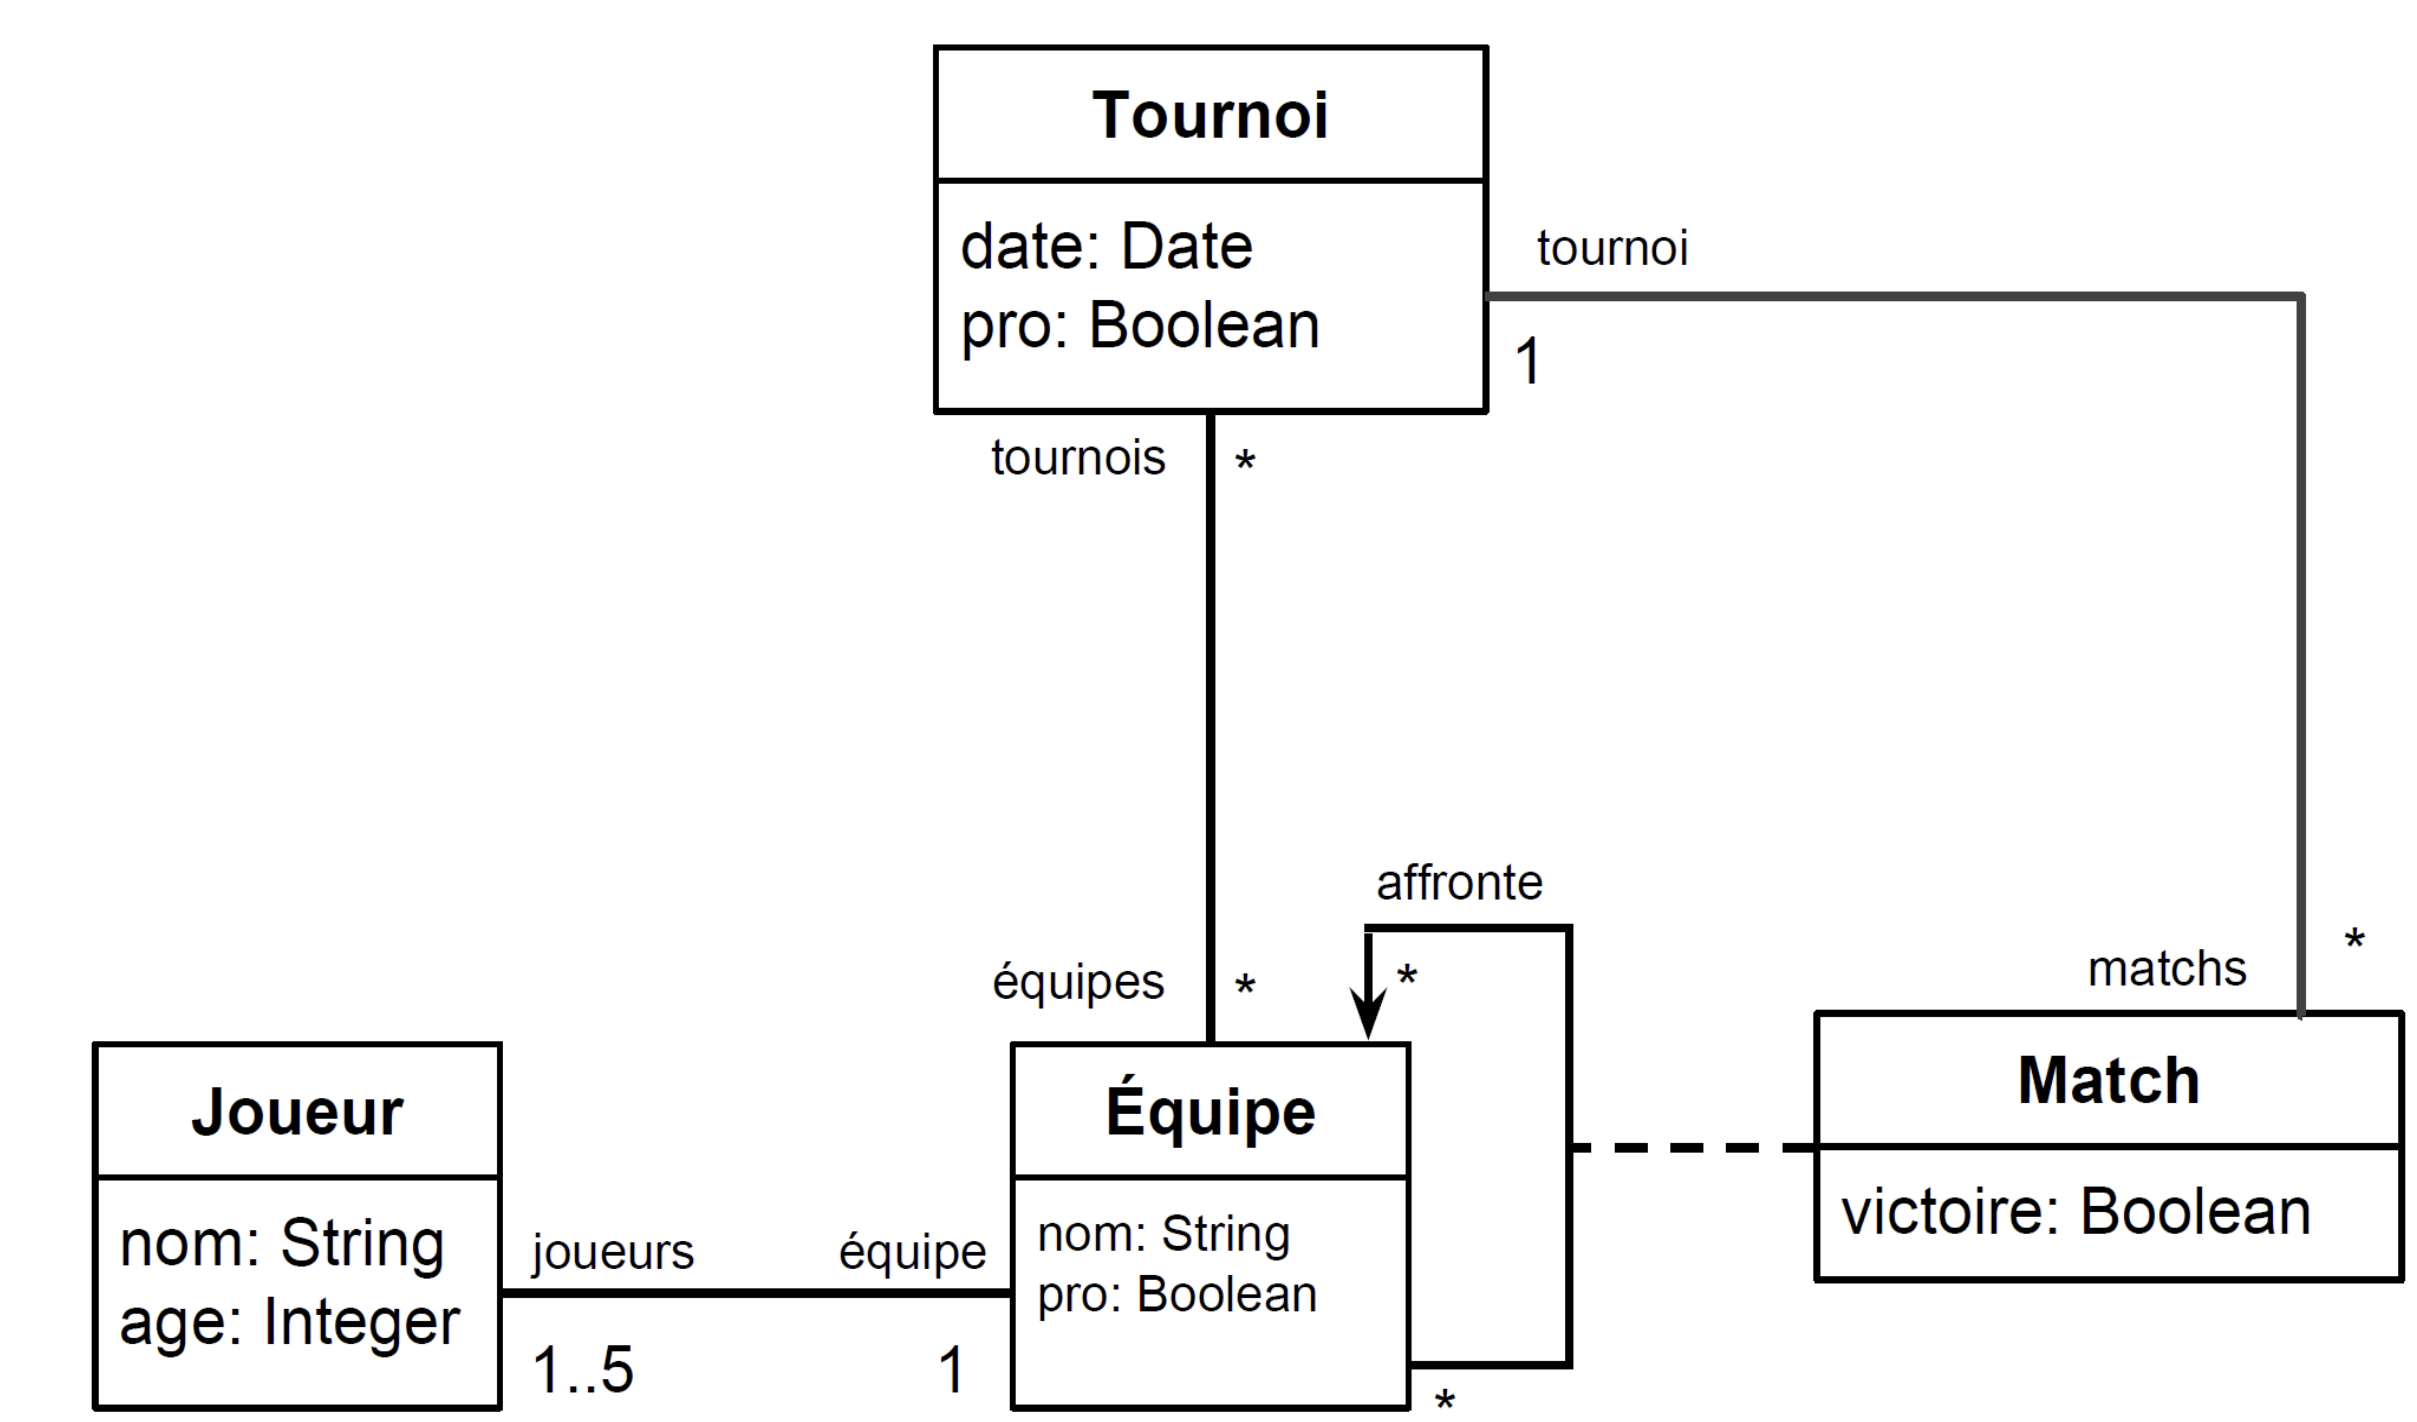 Tournoi
date: Date
pro: Boolean
tournoi
1
tournois *
affronte
équipes *
*
matchs *
Joueur
nom: String
age: Integer
joueurs équipe
1..5 1
Équipe
nom: String
pro: Boolean
*
Match
victoire: Boolean